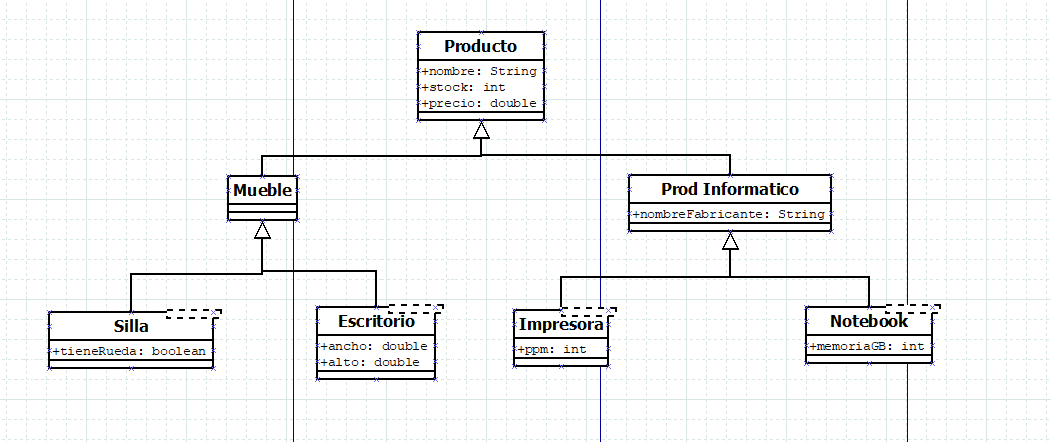 Producto
+nombre: String
+stock: int
+precio: double
Mueble
Prod Informatico
+nombreFabricante: String
Silla
+tieneRueda: boolean
Escritorio
+ancho: double
+alto: double
Impresora
+ppm: int
Notebook
+memoriaGB: int